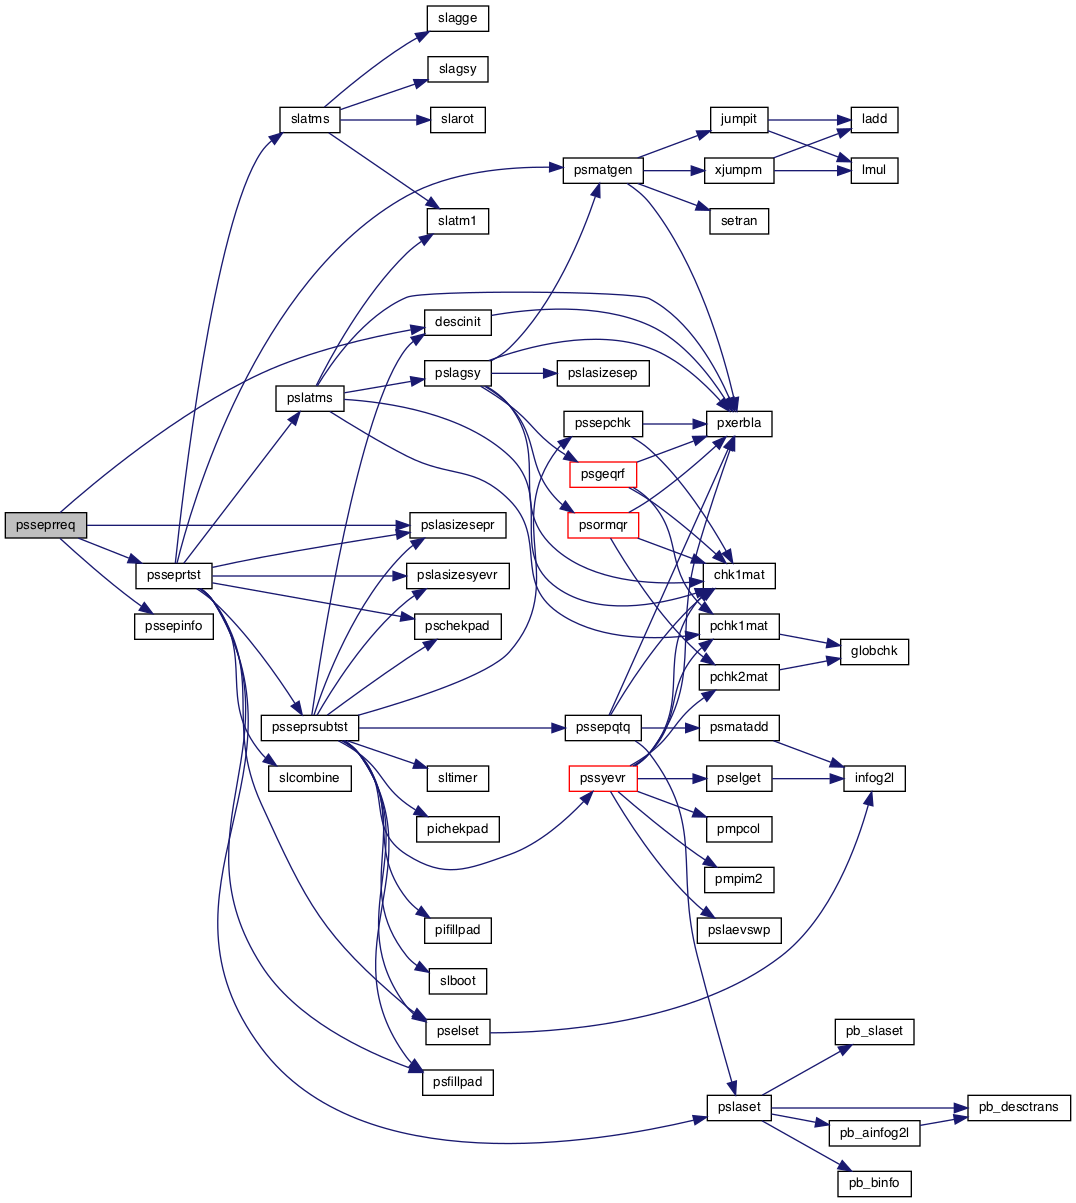 slagge
slagsy
slatms
slarot
jumpit
ladd
psmatgen
xjumpm
lmul
slatm1
setran
descinit
pslagsy
pslasizesep
pslatms
pssepchk
pxerbla
psgeqrf
psseprreq
pslasizesepr
psormqr
psseprtst
pslasizesyevr
chk1mat
pssepinfo
pschekpad
pchk1mat
globchk
pchk2mat
psseprsubtst
pssepqtq
psmatadd
slcombine
sltimer
pssyevr
pselget
infog2l
pichekpad
pmpcol
pmpim2
pifillpad
pslaevswp
slboot
pselset
pb_slaset
psfillpad
pslaset
pb_desctrans
pb_ainfog2l
pb_binfo